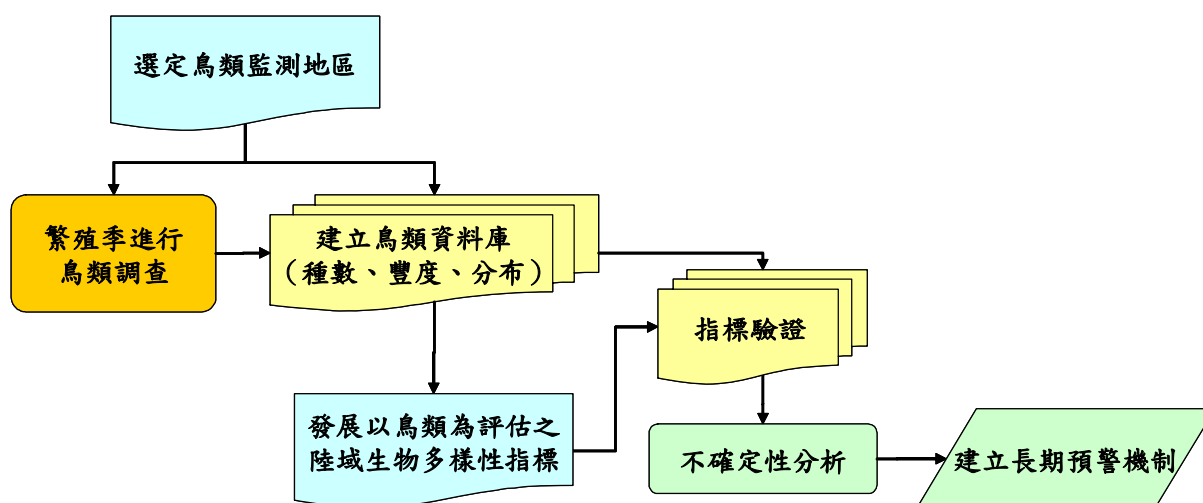 選定鳥類監測地區
繁殖季進行
鳥類調查
建立鳥類資料庫
（種數、豐度、分布）
指標驗證
發展以鳥類為評估之
陸域生物多樣性指標
不確定性分析
建立長期預警機制